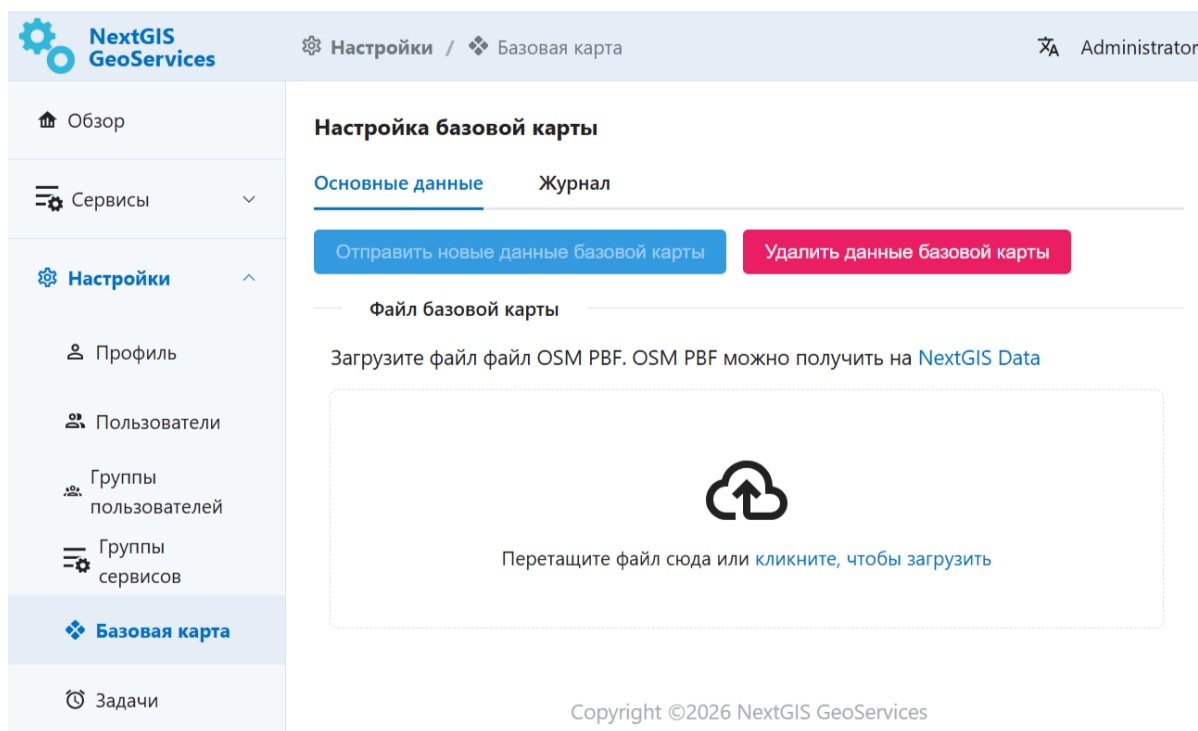 NextGIS
GeoServices
Настройки / Базовая карта
Administrator
Обзор
Сервисы
Настройки
Профиль
Пользователи
Группы
пользователей
Группы
сервисов
Базовая карта
Задачи
Настройка базовой карты
Основные данные Журнал
Отправить новые данные базовой карты Удалить данные базовой карты
Файл базовой карты
Загрузите файл файл OSM PBF. OSM PBF можно получить на NextGIS Data
Перетащите файл сюда или кликните, чтобы загрузить
Copyright ©2026 NextGIS GeoServices